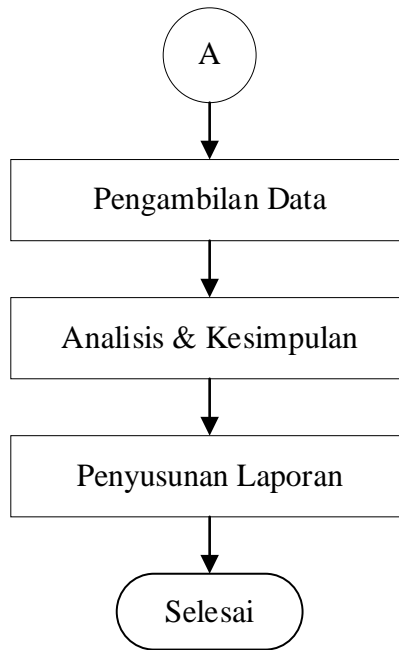 A
Pengambilan Data
Analisis & Kesimpulan
Penyusunan Laporan
Selesai